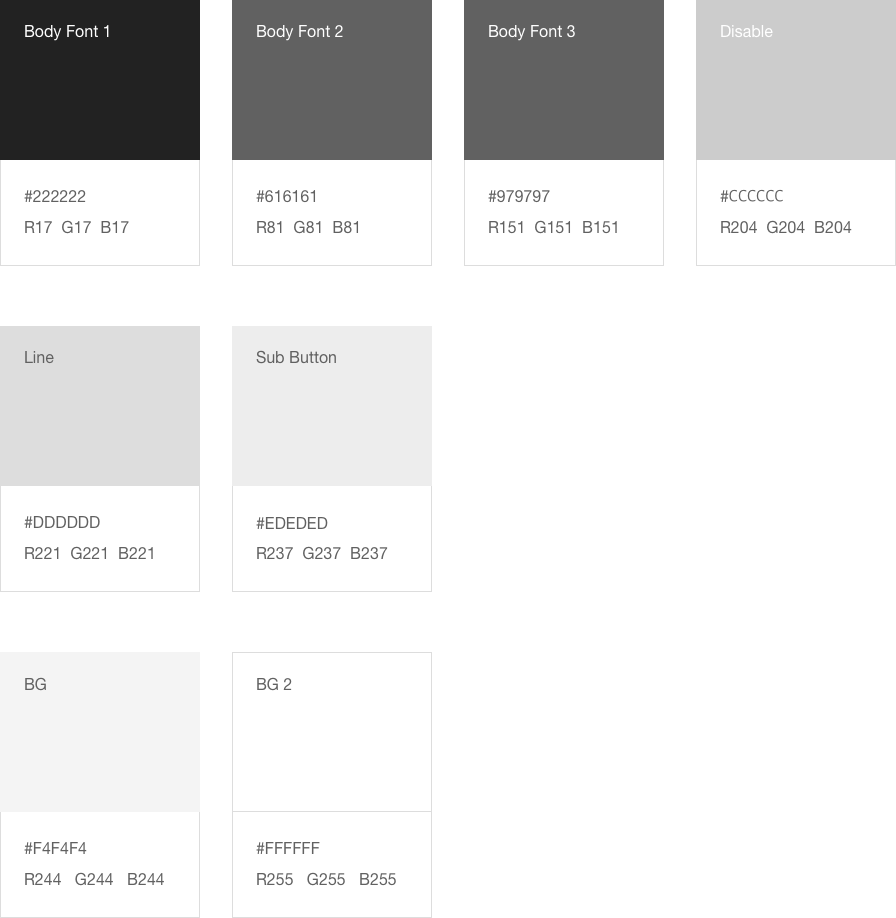 Body Font 1
#222222
R17 G17 B17
Body Font 2
#616161
R81 G81 B81
Body Font 3
#979797
R151 G151 B151
Disable
#CCCCCC
R204 G204 B204
Line
#DDDDDD
R221 G221 B221
Sub Button
#EDEDED
R237 G237 B237
BG
#F4F4F4
R244 G244 B244
BG 2
#FFFFFF
R255 G255 B255